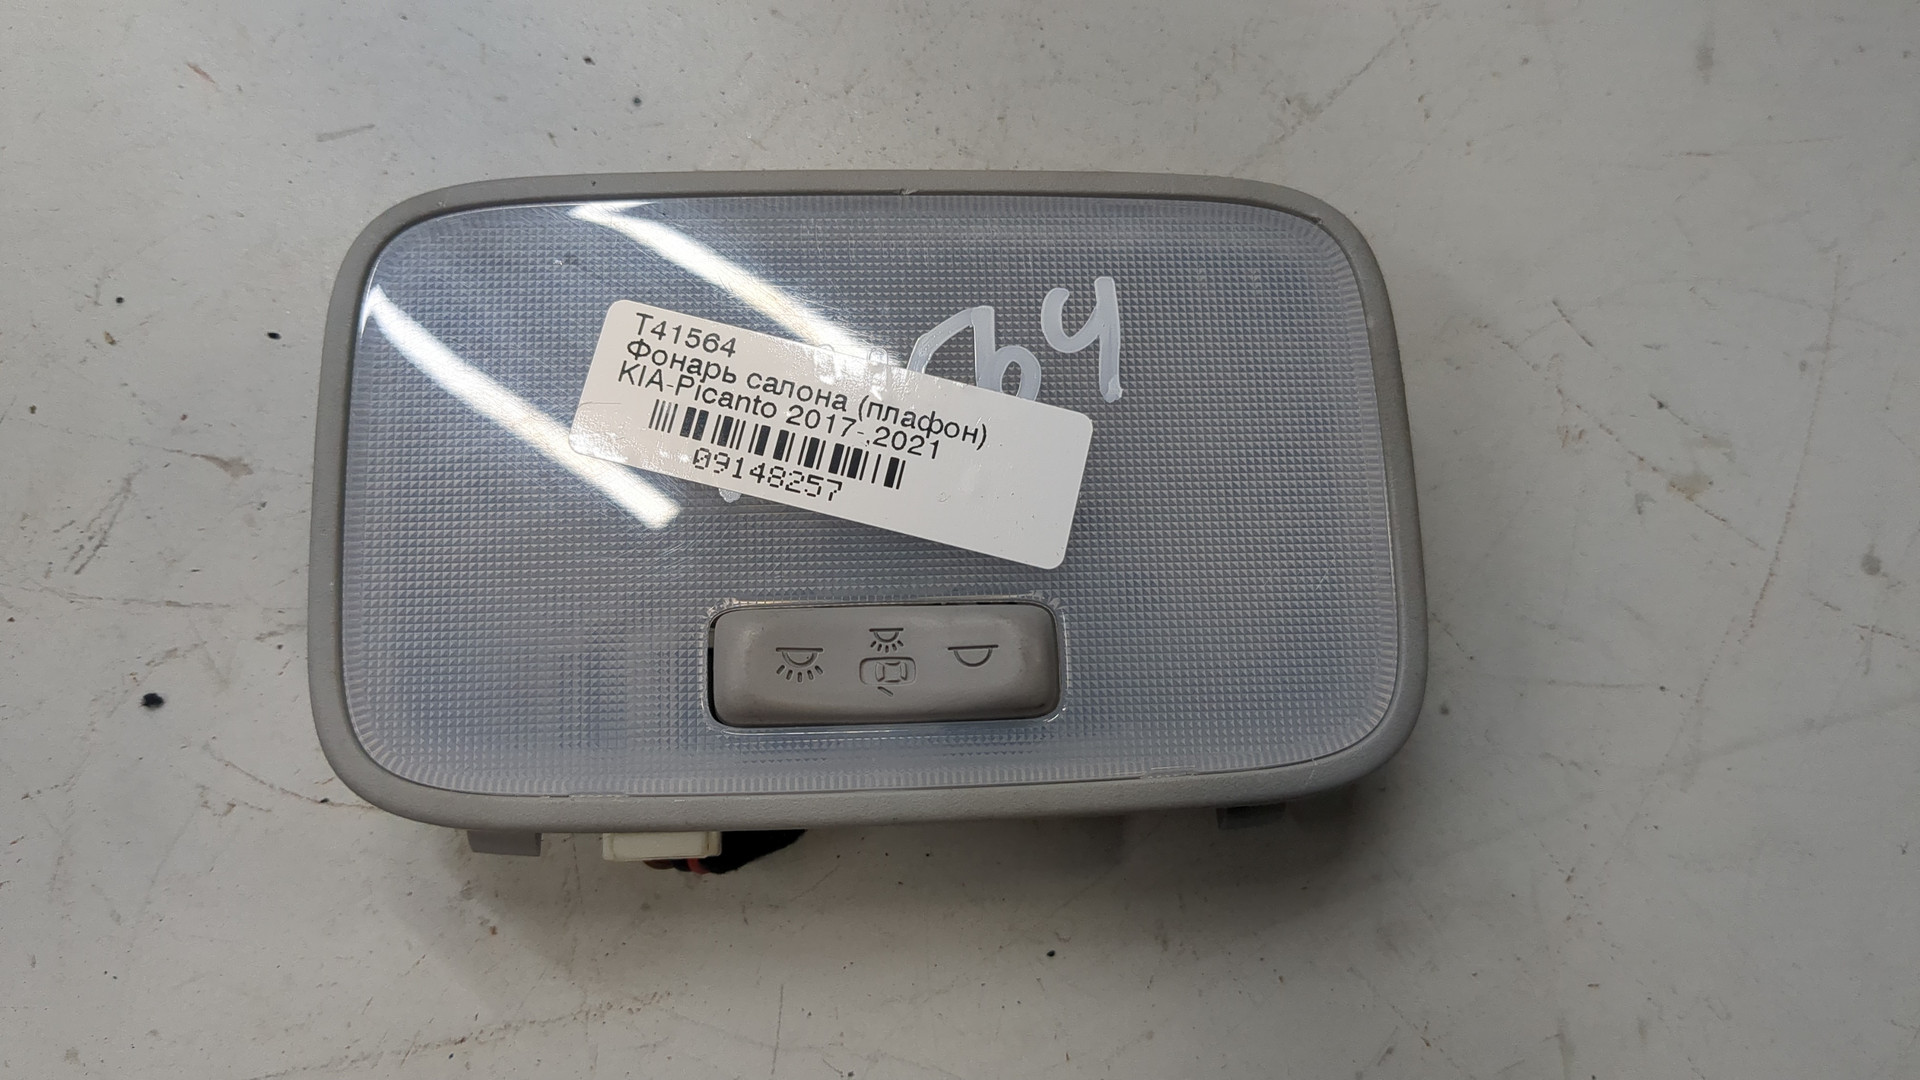 T41564
Фонарь салона (плафон)
KIA-Picanto 2017-,2021
09148257